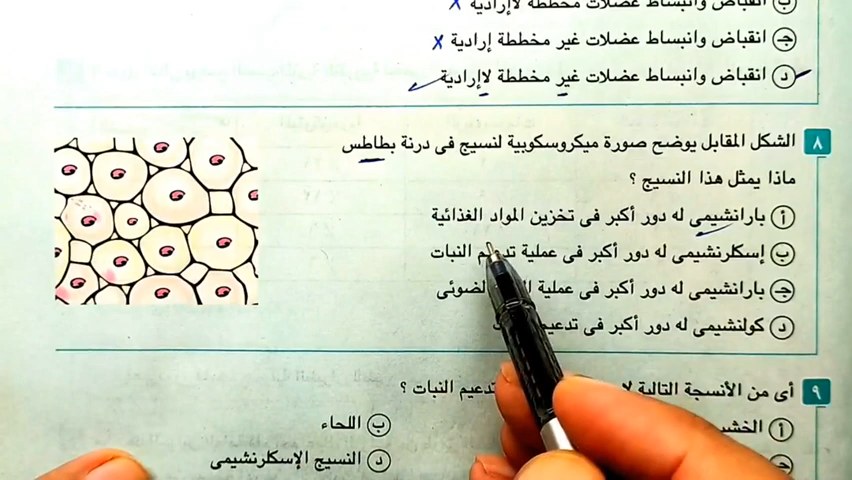 ب انقباض وانبساط عضلات مخططة لاإرادية
ج انقباض وانبساط عضلات غير مخططة إرادية
د انقباض وانبساط عضلات غير مخططة لاإرادية
٨ الشكل المقابل يوضح صورة ميكروسكوبية لنسيج فى درنة بطاطس
ماذا يمثل هذا النسيج ؟
أ بارانشيمى له دور أكبر فى تخزين المواد الغذائية
ب إسكلرنشيمى له دور أكبر فى عملية تدعيم النبات
ج بارانشيمى له دور أكبر فى عملية الضوئى
د كولنشيمى له دور أكبر فى
٩ أى من الأنسجة التالية تدعيم النبات ؟
أ
ب اللحاء
ج
د النسيج الإسكلرنشيمى